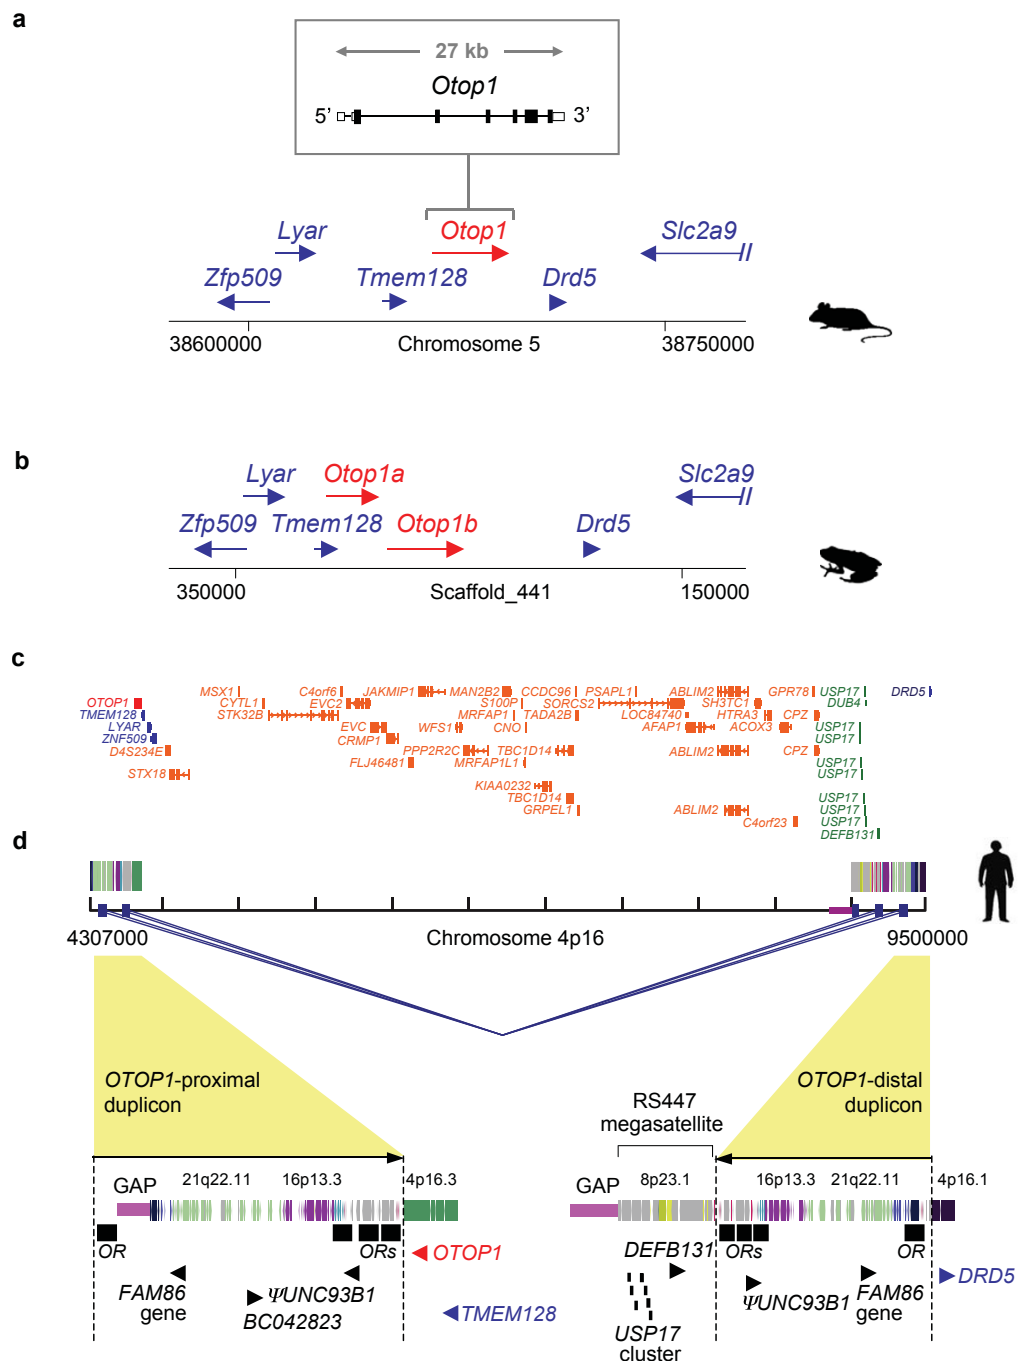 a
27 kb
Otop1
5’ 3’
Lyar Otop1 Slc2a9
Zfp509 Tmem128 Drd5
38600000 Chromosome 5 38750000
b
Lyar Otop1a Slc2a9
Zfp509 Tmem128 Otop1b Drd5
350000 Scaffold_441 150000
c
MSX1 C4orf6 JAKMIP1 MAN2B2 CCDC96 PSAPL1 ABLIM2 GPR78 USP17 DRD5
OTOP1 CYTL1 EVC2 S100P SORCS2 SH3TC1 DUB4
TMEM128 STK32B MRFAP1 TADA2B LOC84740 HTRA3 CPZ
LYAR EVC WFS1 CNO AFAP1 ACOX3 USP17
ZNF509 CRMP1 USP17
D4S234E PPP2R2C TBC1D14 ABLIM2 CPZ
FLJ46481 MRFAP1L1 USP17
STX18 USP17
KIAA0232
TBC1D14 USP17
GRPEL1 ABLIM2 USP17
C4orf23 USP17
DEFB131
d
4307000 Chromosome 4p16 9500000
OTOP1-proximal
duplicon
OTOP1-distal
duplicon
RS447
megasatellite
GAP 21q22.11 16p13.3 4p16.3
GAP 8p23.1 16p13.3 21q22.11 4p16.1
OR ORs OTOP1
DEFB131 ORs OR
FAM86
gene
ΨUNC93B1
BC042823
TMEM128
USP17
cluster
ΨUNC93B1
FAM86
gene
DRD5